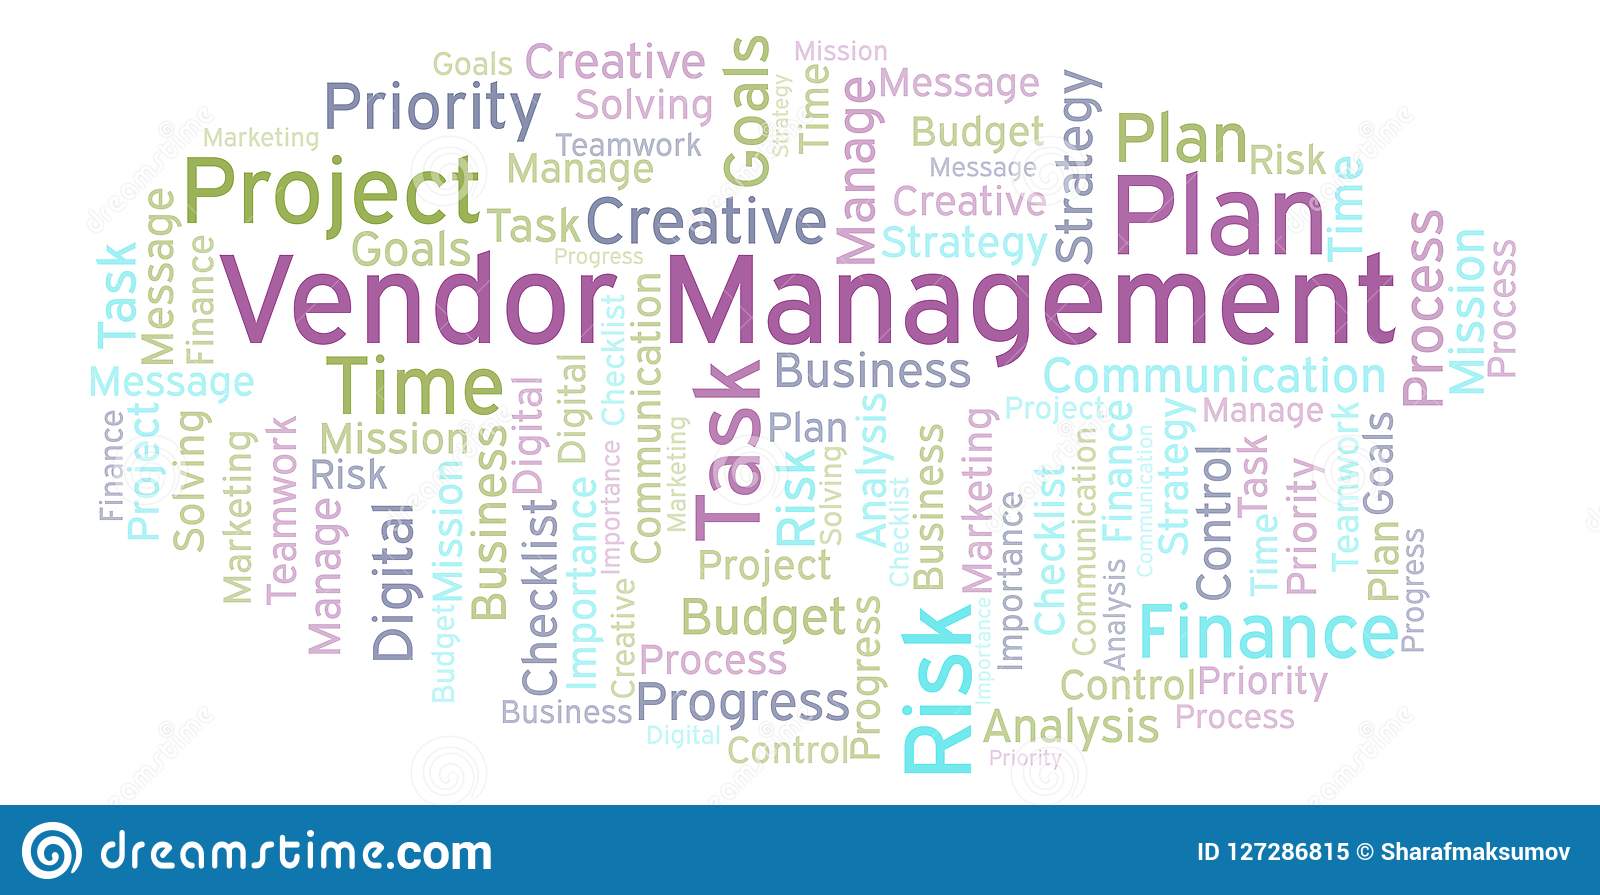 Goals Creative Goals Mission
Priority Solving Strategy Time Manage Message Strategy
Marketing Teamwork Budget Plan
Project Manage Message Risk
Message Task Creative Creative Plan Time
Task Finance Goals Progress Strategy Process Mission Process
Vendor Management
Message Time Digital Checklist Communication Task Business Communication
Finance Project Solving Marketing Teamwork Mission Business Digital Importance Marketing Plan Analysis Project Manage
Risk Risk Solving Business Marketing Finance Strategy Communication Teamwork Goals
Manage Digital Mission Checklist Importance Checklist Importance Checklist Communication Control Task Priority
Project Time Plan Progress
Budget Creative Budget Progress Risk Importance Analysis Finance
Process
Business Progress Control Priority
Digital Control Analysis Process
Priority
dreamstime.com
ID 127286815 © Sharafmaksumov
dreamstime